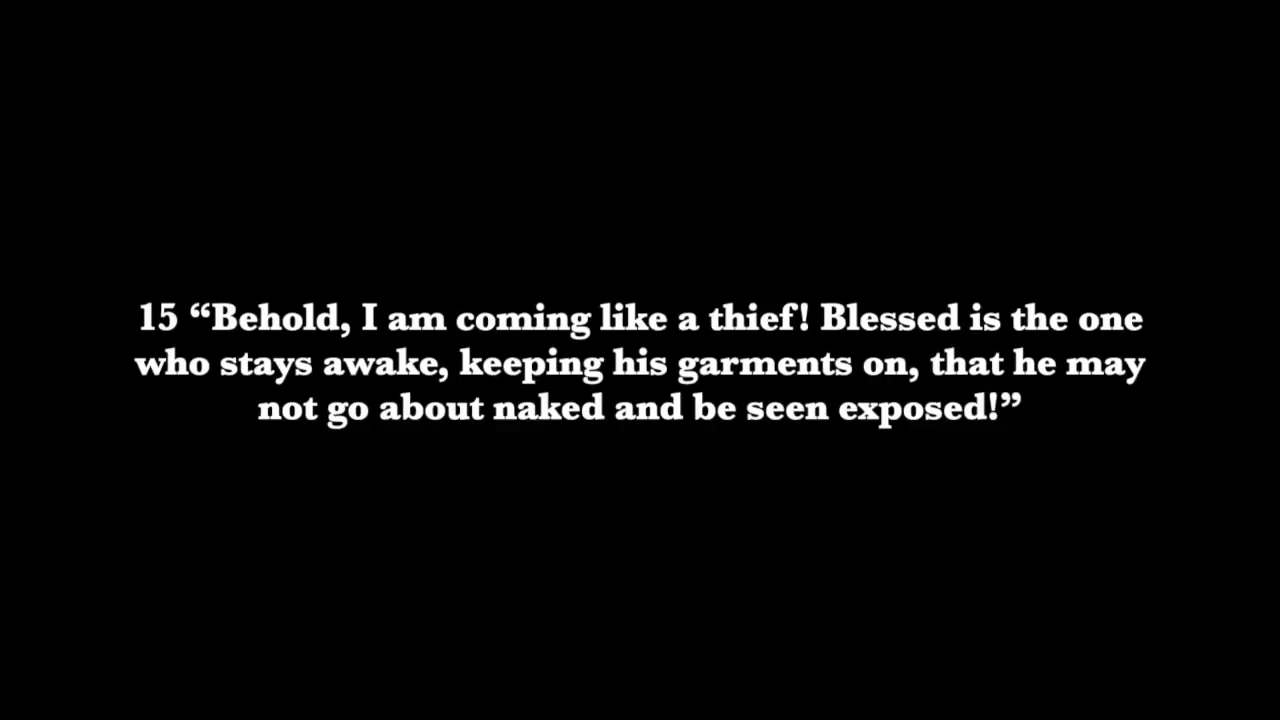 15 “Behold, I am coming like a thief! Blessed is the one
who stays awake, keeping his garments on, that he may
not go about naked and be seen exposed!”